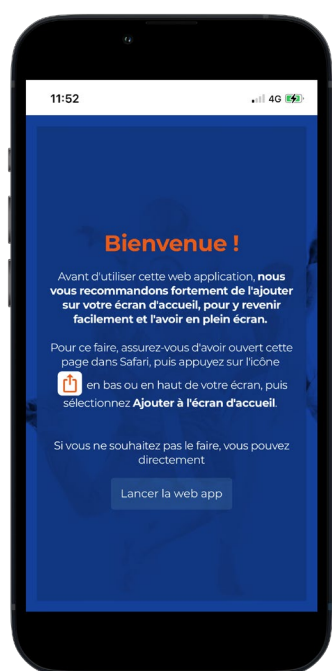 11:52
4G
Bienvenue !
Avant d'utiliser cette web application, nous
vous recommandons fortement de l'ajouter
sur votre écran d'accueil, pour y revenir
facilement et l'avoir en plein écran.
Pour ce faire, assurez-vous d'avoir ouvert cette
page dans Safari, puis appuyez sur l'icône
en bas ou en haut de votre écran, puis
sélectionnez Ajouter à l'écran d'accueil.
Si vous ne souhaitez pas le faire, vous pouvez
directement
Lancer la web app